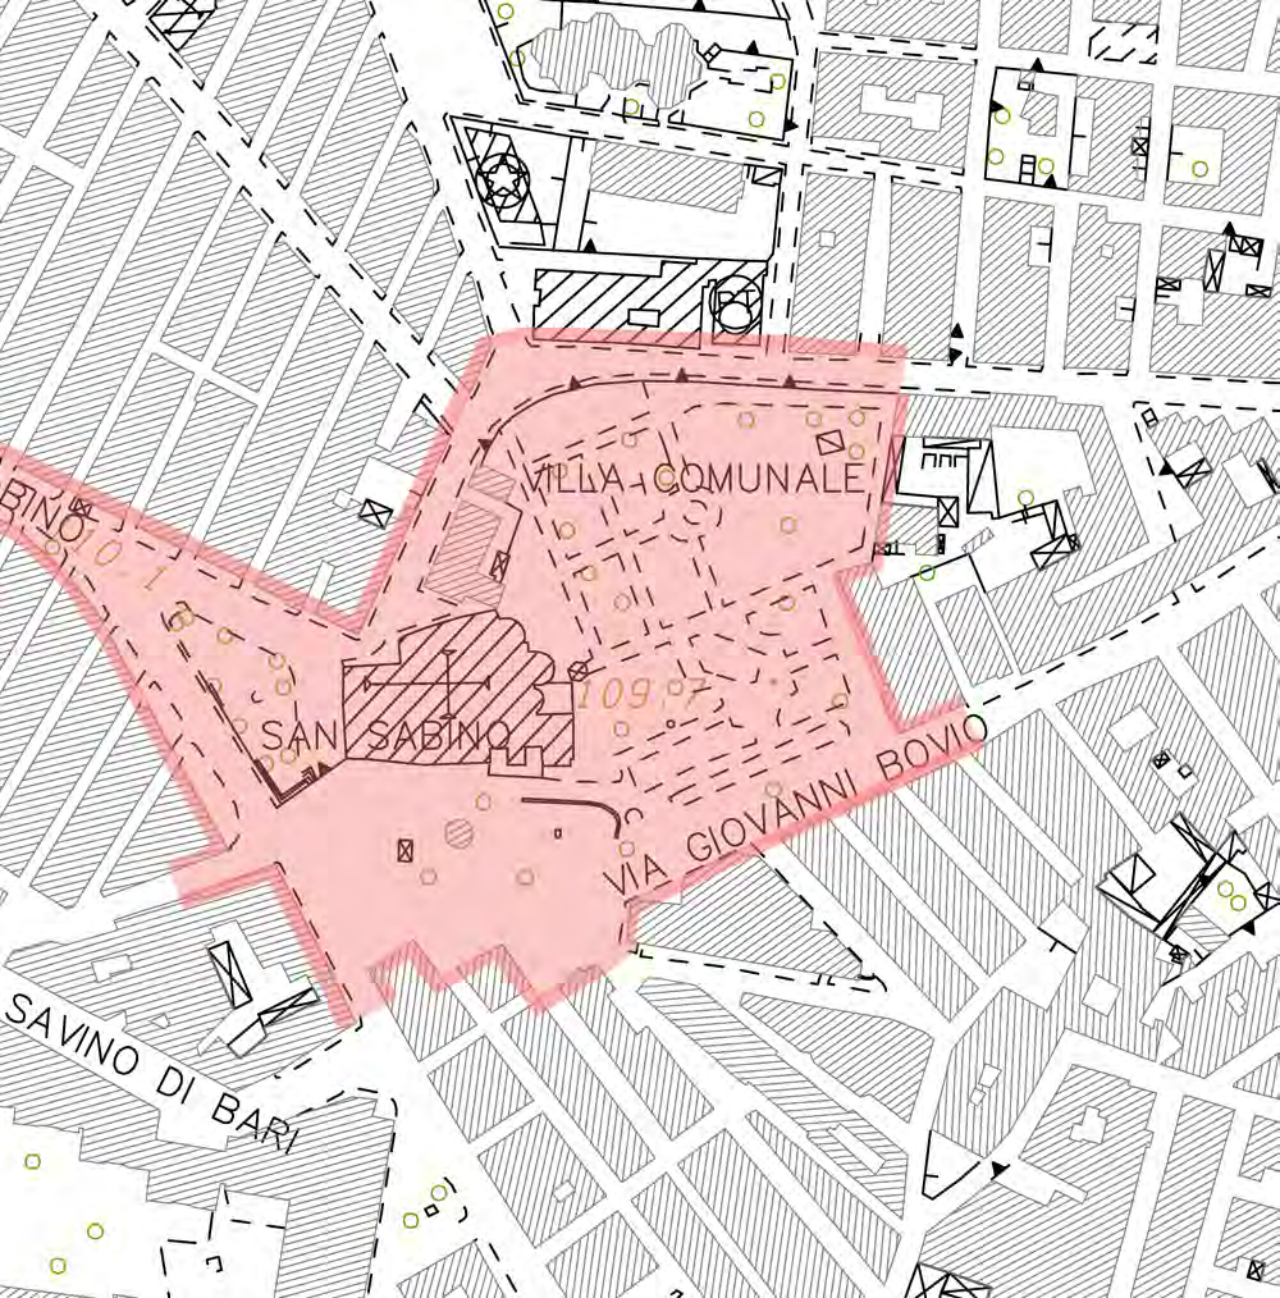 VILLA COMUNALE
BINO
10.1
109.7
SAN SABINO
VIA GIOVANNI BOVIO
SAVINO DI BARI